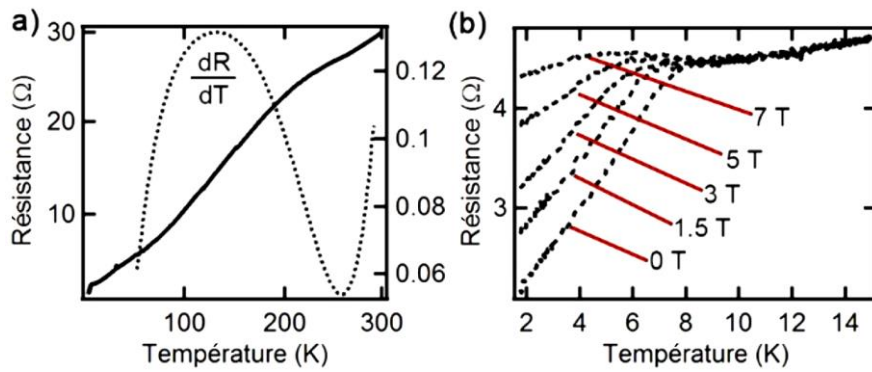 a)
30
20
10
Résistance (Ω)
dR
dT
0.12
0.10
0.08
0.06
100
200
300
Température (K)
(b)
4
3
Résistance (Ω)
7 T
5 T
3 T
1.5 T
0 T
2
4
6
8
10
12
14
Température (K)